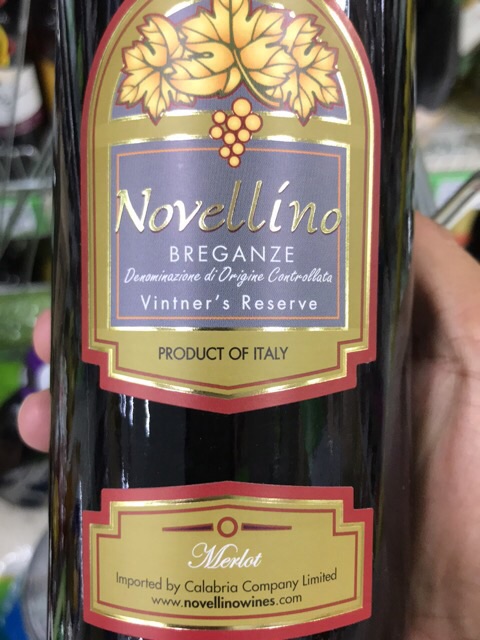 Novellino
BREGANZE
Denominazione di Origine Controllata
Vintner's Reserve
PRODUCT OF ITALY
Merlot
Imported by Calabria Company Limited
www.novellinowines.com